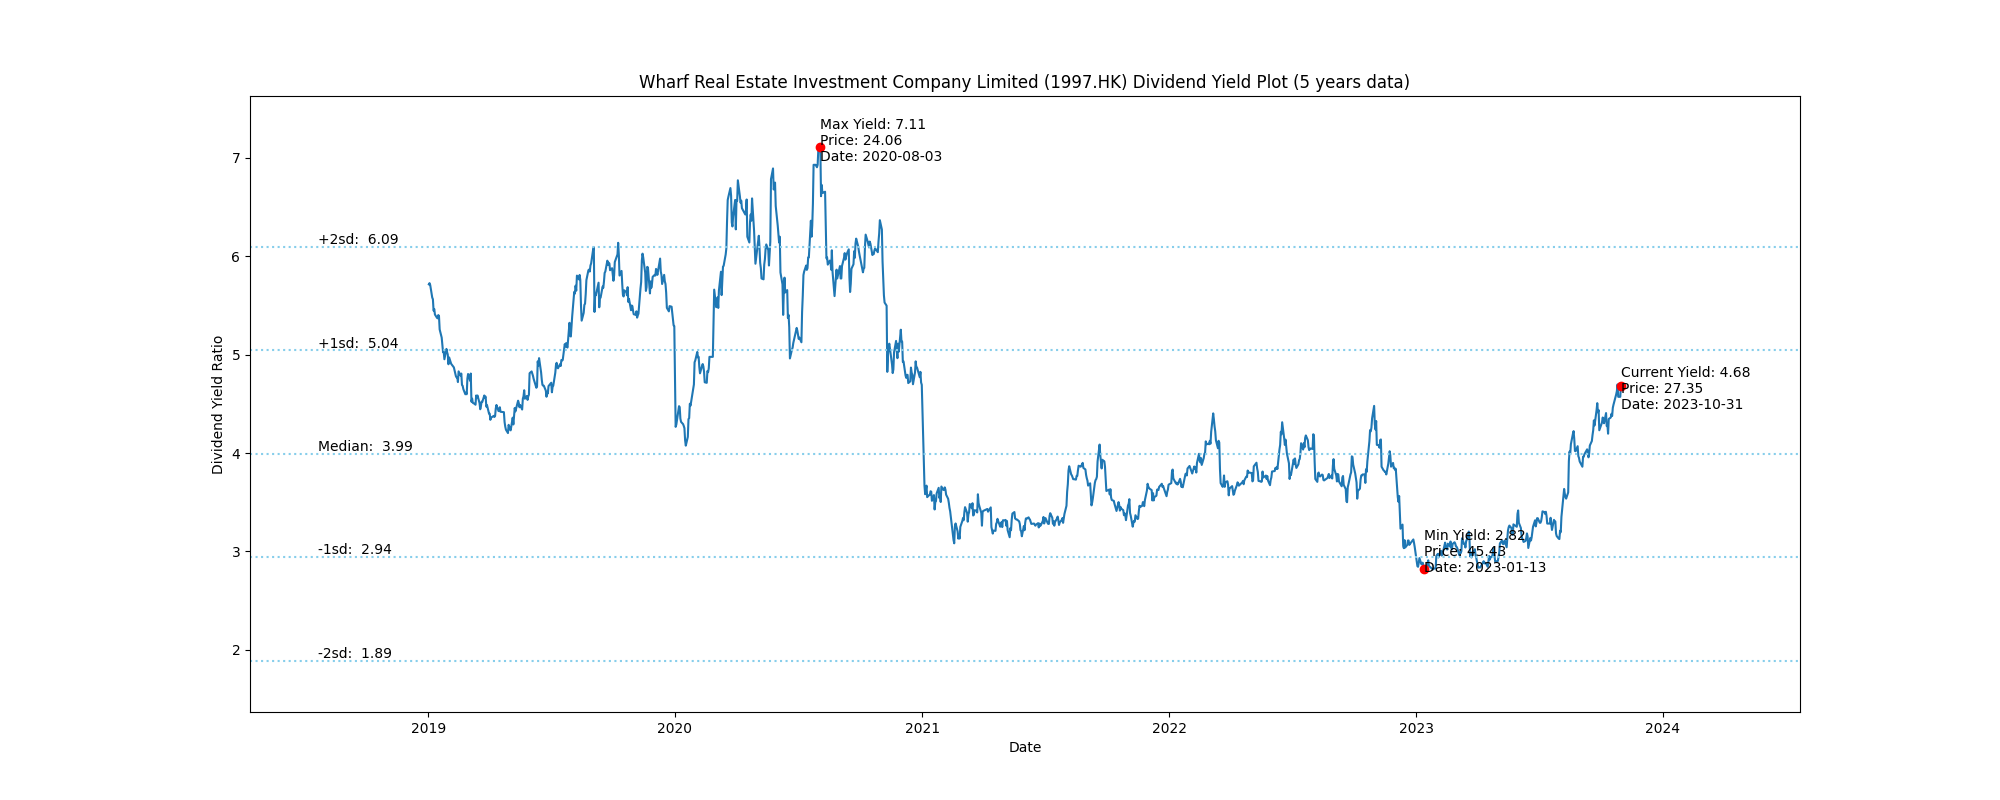 Wharf Real Estate Investment Company Limited (1997.HK) Dividend Yield Plot (5 years data)
Max Yield: 7.11
Price: 24.06
Date: 2020-08-03
7
+2sd: 6.09
6
+1sd: 5.04
5
Current Yield: 4.68
Price: 27.35
Date: 2023-10-31
Median: 3.99
4
Min Yield: 2.82
Price: 45.43
Date: 2023-01-13
-1sd: 2.94
3
-2sd: 1.89
2
Dividend Yield Ratio
2019 2020 2021 2022 2023 2024
Date